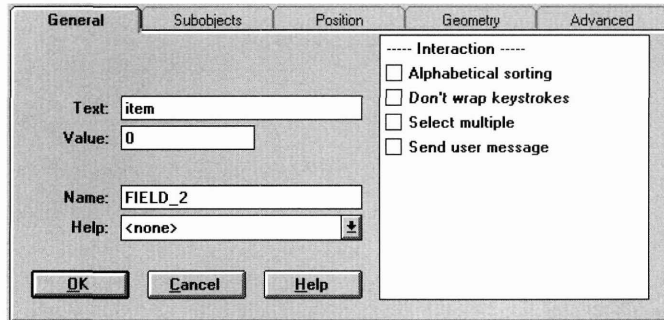 General Subobjects Position Geometry Advanced
----- Interaction -----
Alphabetical sorting
Don't wrap keystrokes
Select multiple
Send user message
Text: item
Value: 0
Name: FIELD_2
Help: <none>
OK Cancel Help